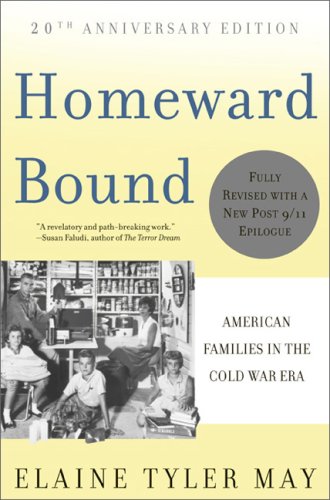 20TH ANNIVERSARY EDITION
Homeward
Bound
FULLY
REVISED WITH A
NEW POST 9/11
EPILOGUE
"A revelatory and path-breaking work."
—Susan Faludi, author of The Terror Dream
AMERICAN
FAMILIES IN THE
COLD WAR ERA
ELAINE TYLER MAY